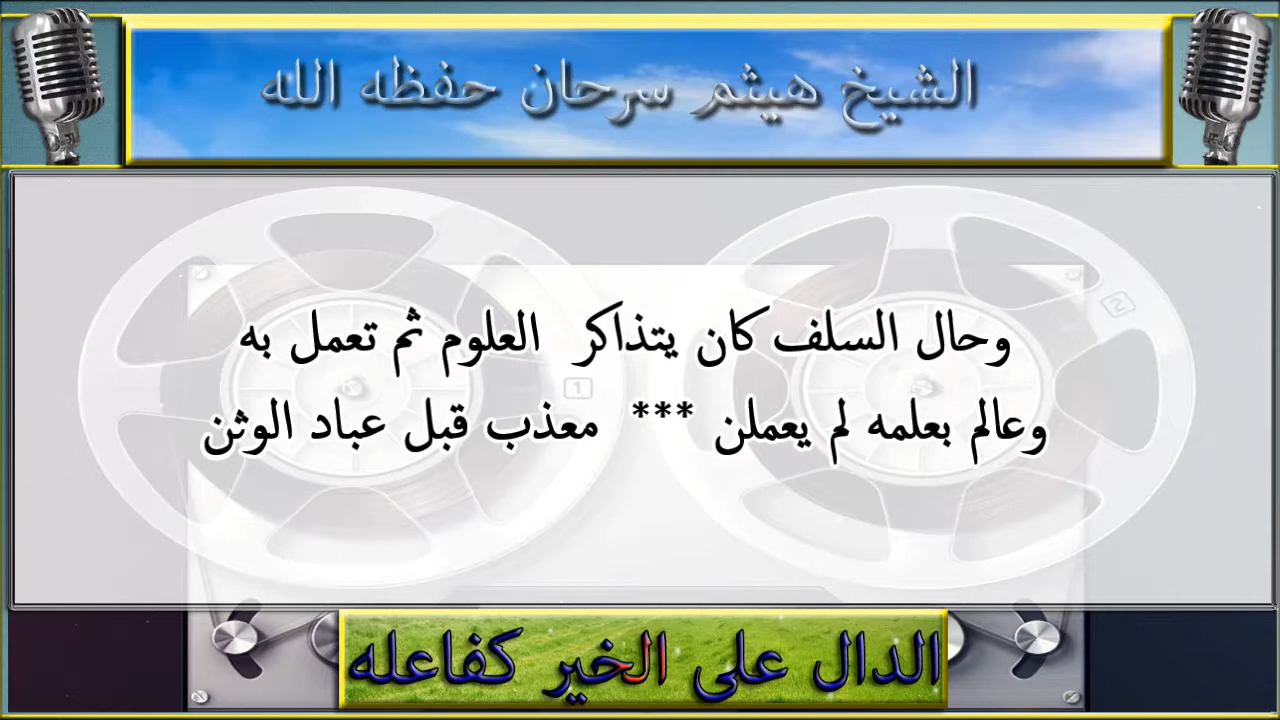 الشيخ هيثم سرحان حفظه الله
وحال السلف كان يتذاكر العلوم ثم تعمل به
وعالم بعلمه لم يعملن *** معذب قبل عباد الوثن
الدال على الخير كفاعله